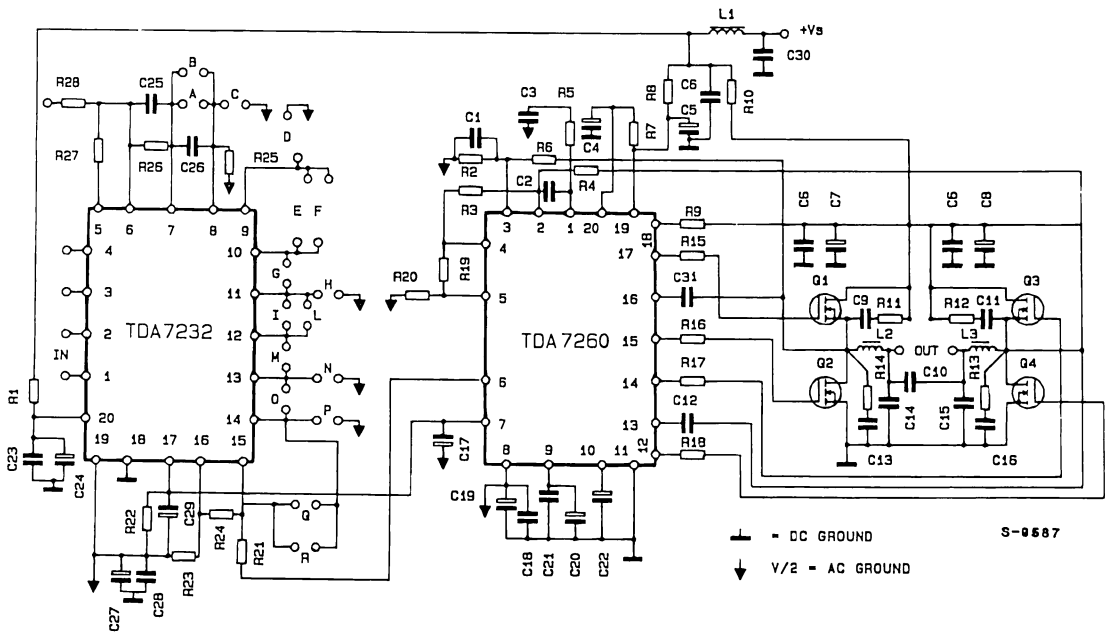 L1
+Vs
C30
B
R28
C25
A
C
D
R8
C6
C5
R10
C3
R5
C4
R7
C1
R27
R26
C26
R25
R2
R6
C2
R4
R3
E F
5 6 7 8 9
3 2 1 20 19
18
R9
C6
C7
C6
C8
4
10
4
17
R15
R19
Q1
Q3
G
R20
3
11
H
5
16
C31
C9
R11
R12
C11
I
L
TDA7232
TDA7260
R16
2
12
15
L2
OUT
L3
IN
M
Q2
R14
R13
Q4
R17
1
13
N
6
14
C10
R1
O
C12
C14
C15
20
14
P
7
13
C17
R18
19 18 17 16 15
8 9 10 11
12
C13
C16
C23
C24
C19
R22
C29
R24
Q
R21
R
C18
C21
C20
C22
R23
C27
C28
= DC GROUND
S-9587
V/2 = AC GROUND